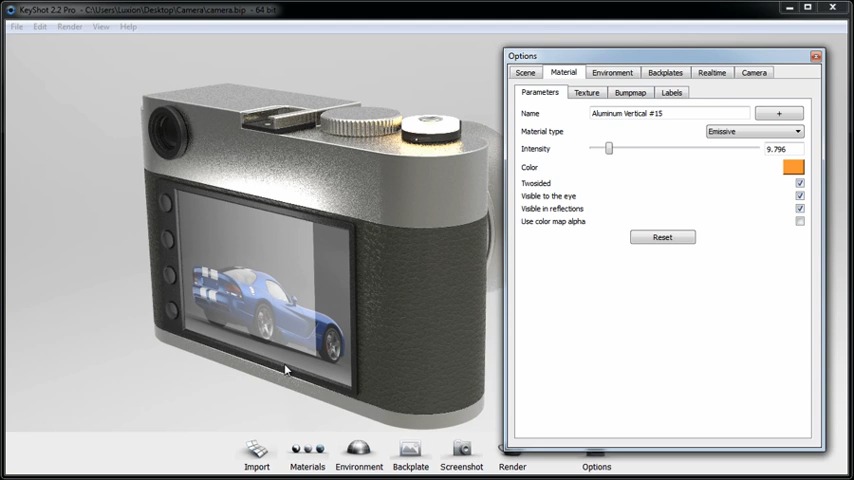 KeyShot 2.2 Pro - C:\Users\Luxion\Desktop\Camera\camera.bip - 64 bit
File Edit Render View Help
Options
Scene Material Environment Backplates Realtime Camera
Parameters Texture Bumpmap Labels
Name Aluminum Vertical #15 +
Material type Emissive
Intensity 9.796
Color
Twosided
Visible to the eye
Visible in reflections
Use color map alpha
Reset
Import Materials Environment Backplate Screenshot Render Options